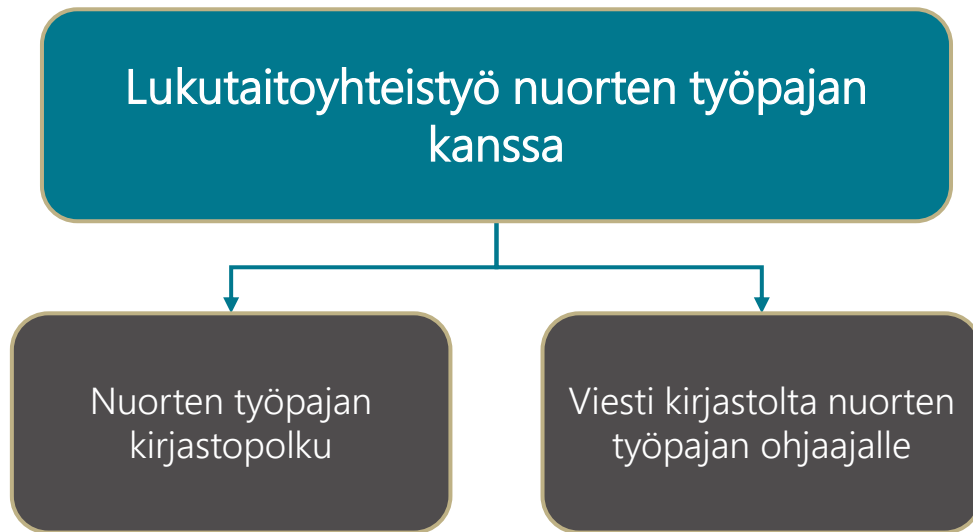 Lukutaitoyhteistyö nuorten työpajan
kanssa
Nuorten työpajan
kirjastopolku
Viesti kirjastolta nuorten
työpajan ohjaajalle